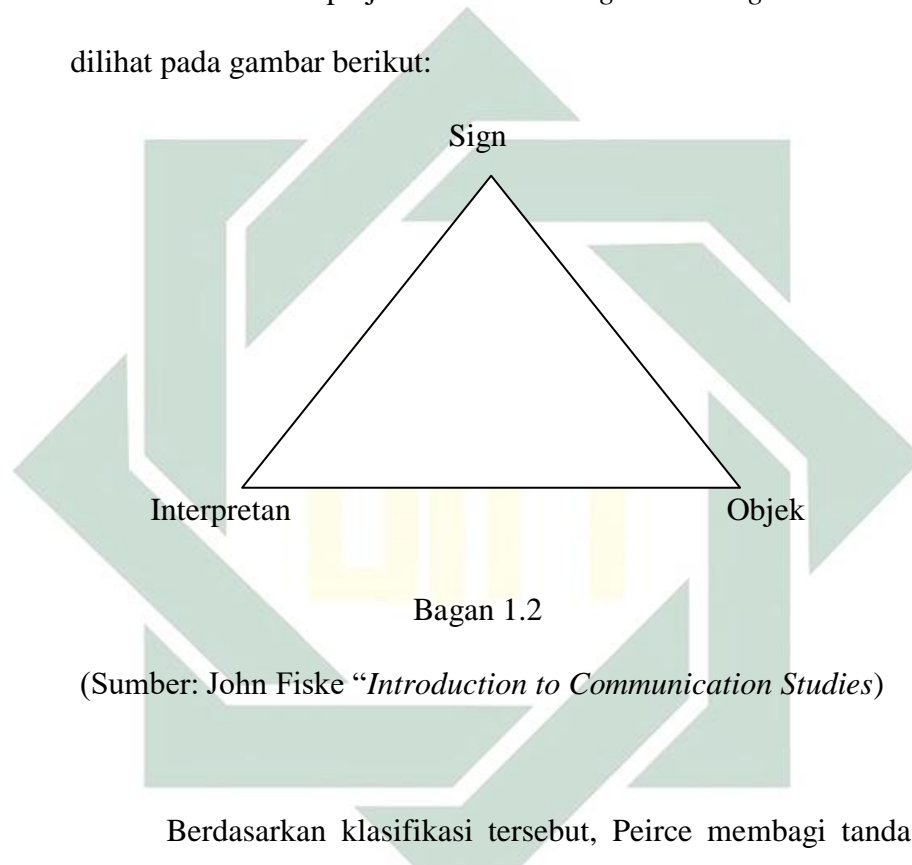 dilihat pada gambar berikut:
Sign
Interpretan Objek
Bagan 1.2
(Sumber: John Fiske “Introduction to Communication Studies)
Berdasarkan klasifikasi tersebut, Peirce membagi tanda